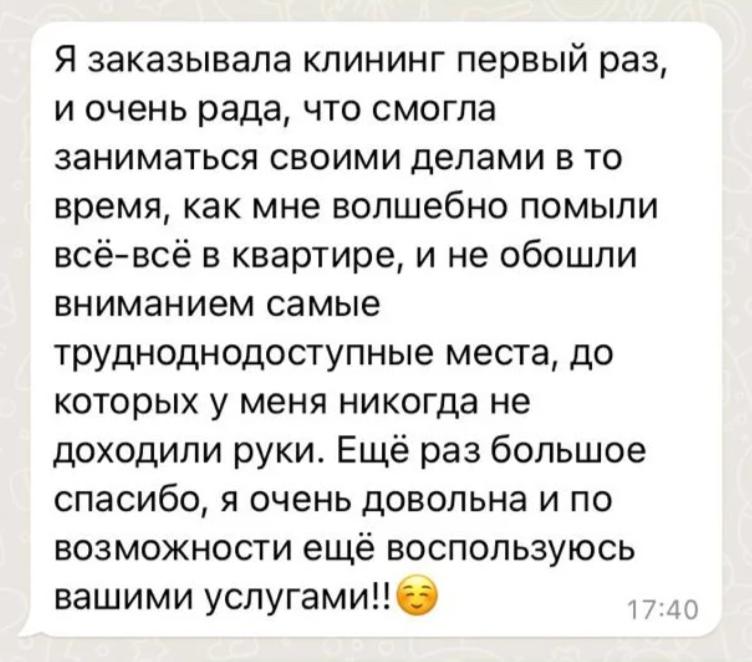 Я заказывала клининг первый раз,
и очень рада, что смогла
заниматься своими делами в то
время, как мне волшебно помыли
всё-всё в квартире, и не обошли
вниманием самые
трудноднодоступные места, до
которых у меня никогда не
доходили руки. Ещё раз большое
спасибо, я очень довольна и по
возможности ещё воспользуюсь
вашими услугами!!☺️
17:40